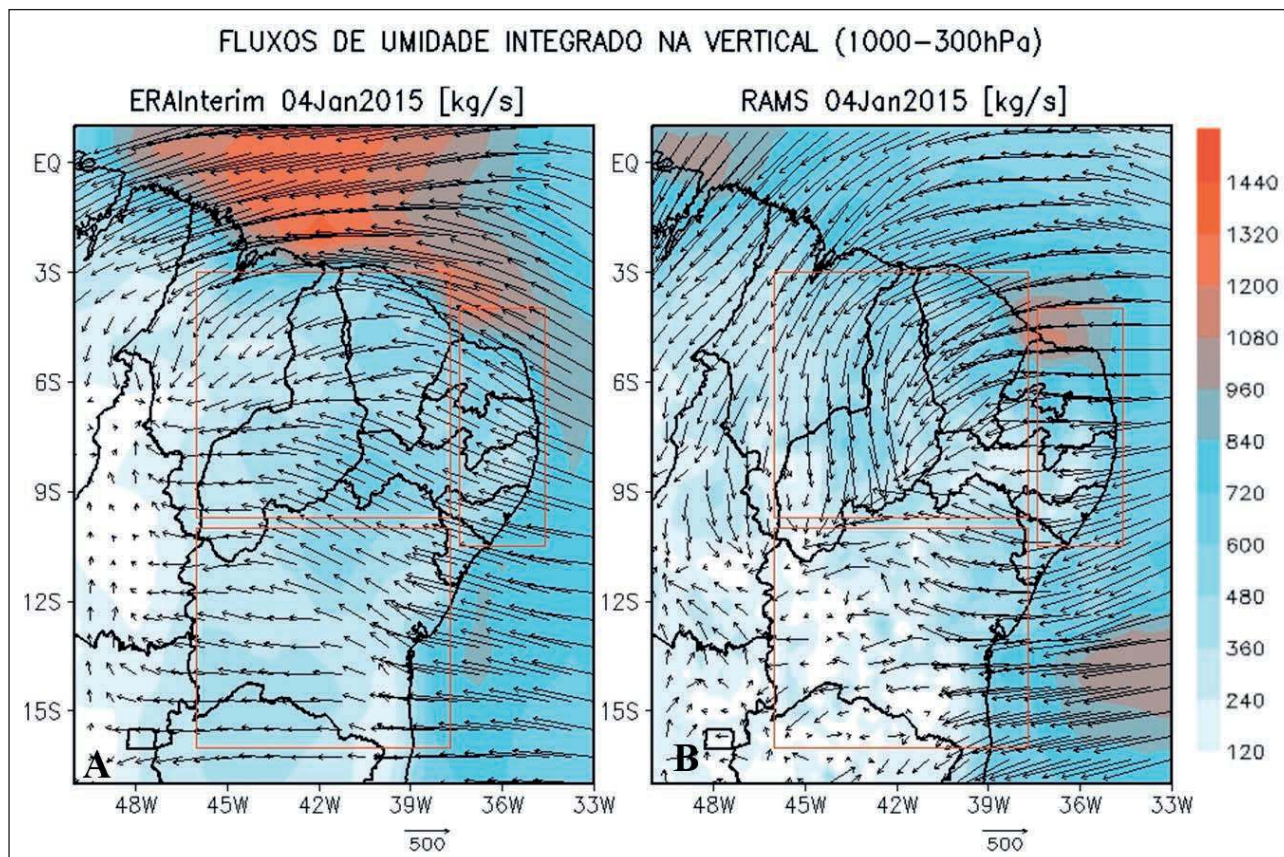 FLUXOS DE UMIDADE INTEGRADO NA VERTICAL (1000-300hPa)
ERAInterim 04Jan2015 [kg/s]
RAMS 04Jan2015 [kg/s]
EQ
3S
6S
9S
12S
15S
EQ
3S
6S
9S
12S
15S
1440
1320
1200
1080
960
840
720
600
480
360
240
120
A
B
48W 45W 42W 39W 36W 33W
48W 45W 42W 39W 36W 33W
500
500